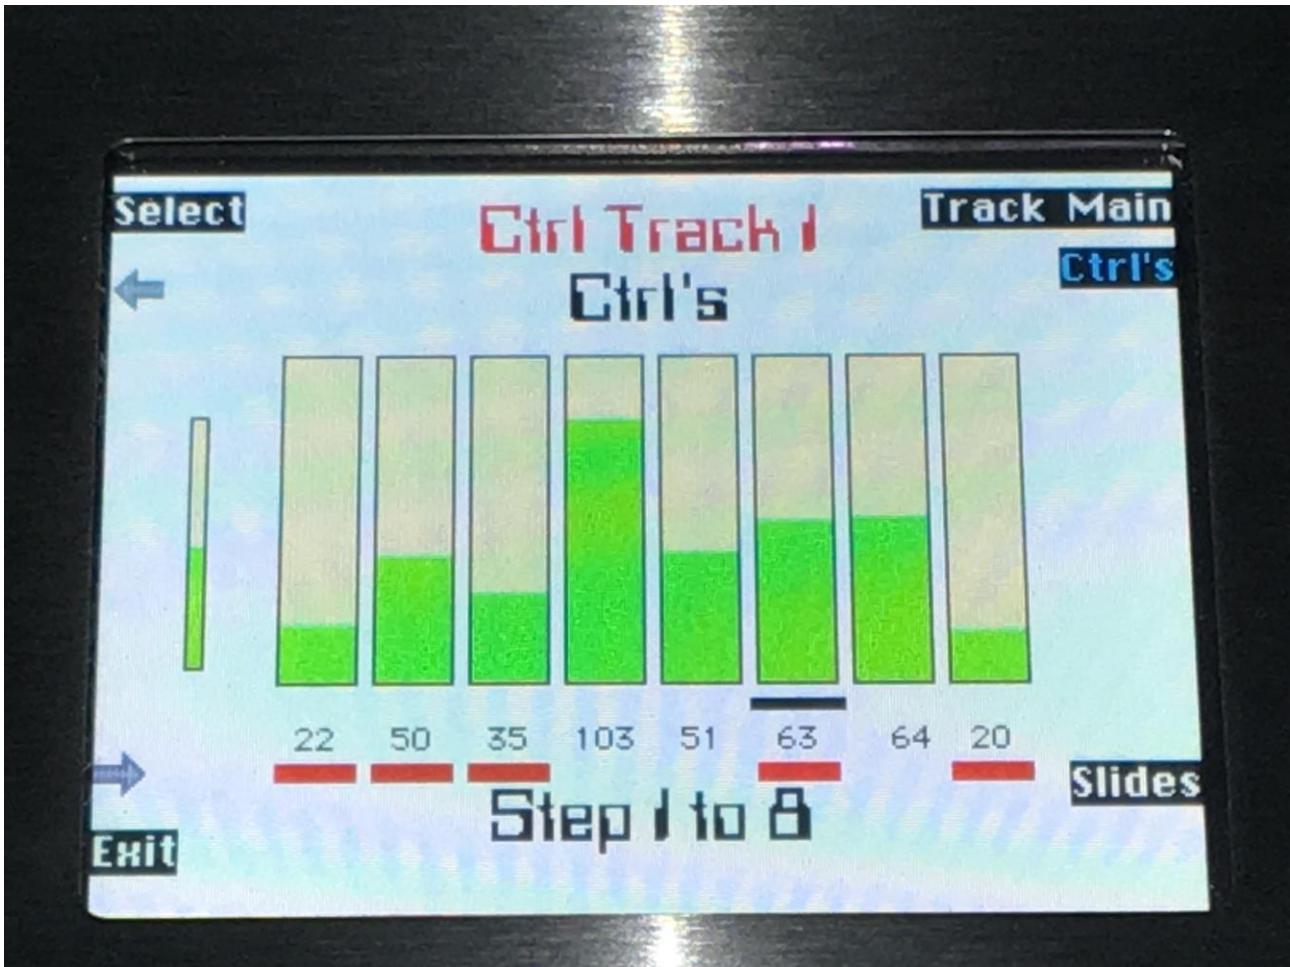 Select
Ctrl Track 1
Track Main
Ctrl's
Ctrl's
22 50 35 103 51 63 64 20
Slides
Step 1 to 8
Exit